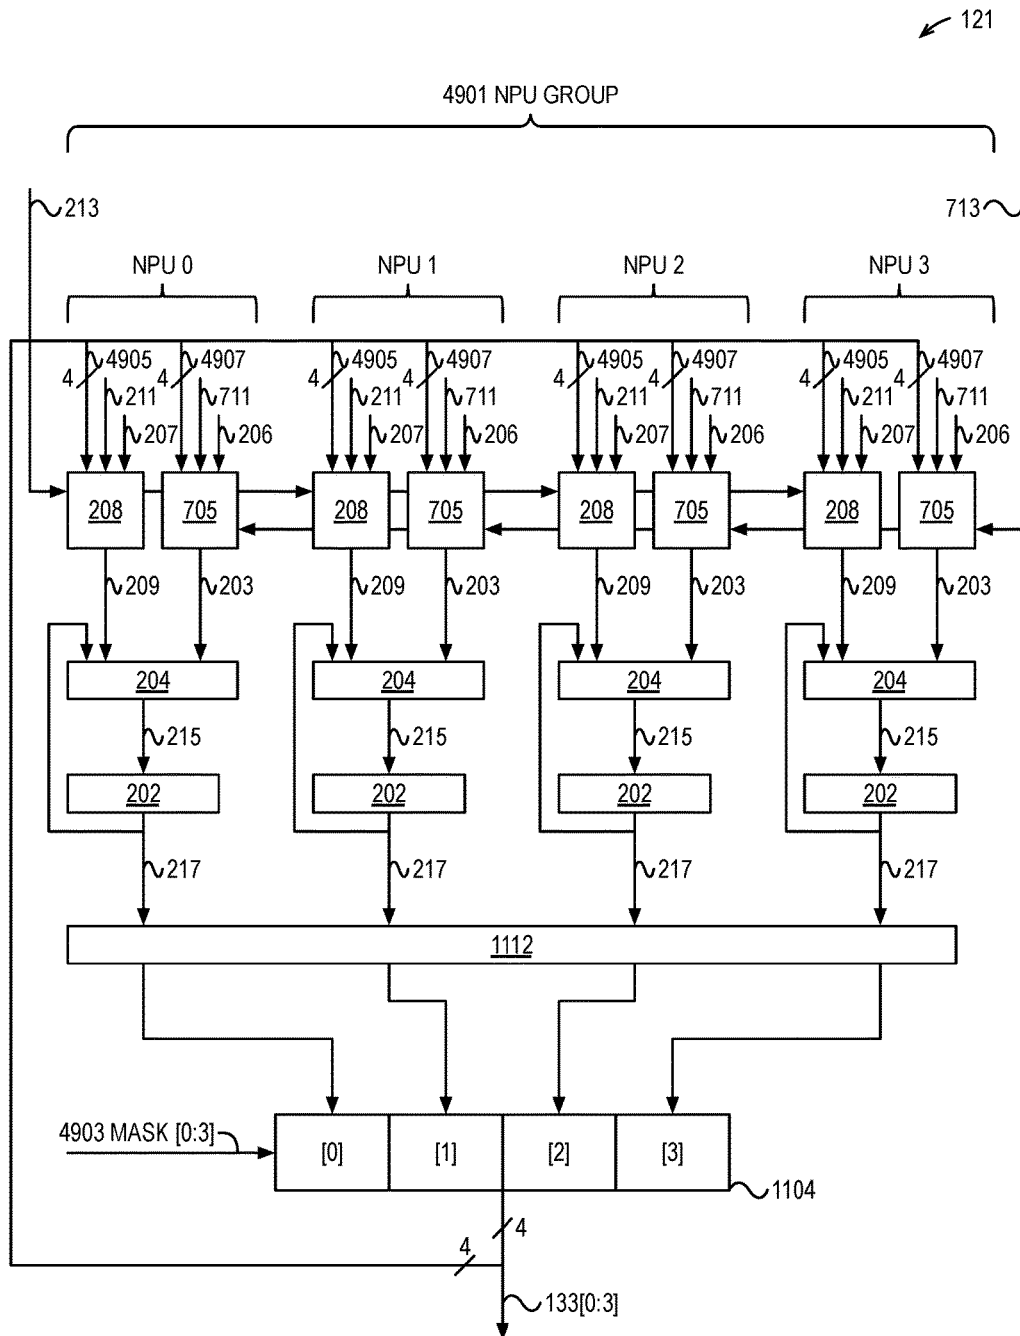 121
4901 NPU GROUP
213 713
NPU 0 NPU 1 NPU 2 NPU 3
4905 4907 4905 4907 4905 4907 4905 4907
4 4 4 4 4 4 4 4
211 711 211 711 211 711 211 711
207 206 207 206 207 206 207 206
208 705 208 705 208 705 208 705
209 203 209 203 209 203 209 203
204 204 204 204
215 215 215 215
202 202 202 202
217 217 217 217
1112
4903 MASK [0:3]
[0] [1] [2] [3]
1104
4
4
133[0:3]